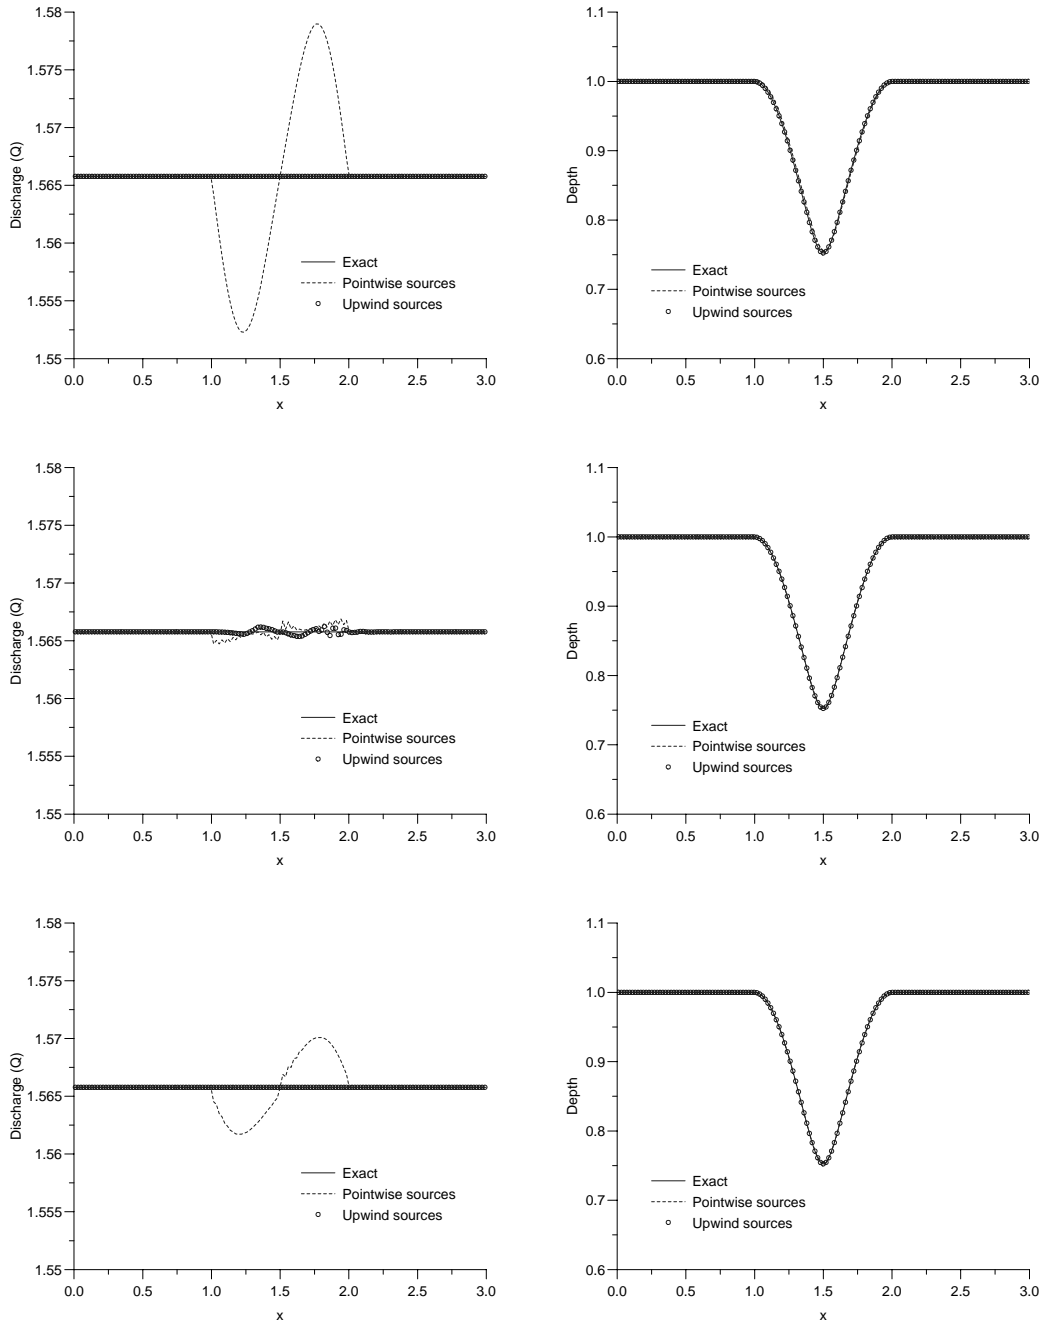 1.58
1.575
1.57
1.565
1.56
1.555
1.55
Discharge (Q)
Exact
Pointwise sources
Upwind sources
0.0 0.5 1.0 1.5 2.0 2.5 3.0
x
1.1
1.0
0.9
0.8
0.7
0.6
Depth
Exact
Pointwise sources
Upwind sources
0.0 0.5 1.0 1.5 2.0 2.5 3.0
x
1.58
1.575
1.57
1.565
1.56
1.555
1.55
Discharge (Q)
Exact
Pointwise sources
Upwind sources
0.0 0.5 1.0 1.5 2.0 2.5 3.0
x
1.1
1.0
0.9
0.8
0.7
0.6
Depth
Exact
Pointwise sources
Upwind sources
0.0 0.5 1.0 1.5 2.0 2.5 3.0
x
1.58
1.575
1.57
1.565
1.56
1.555
1.55
Discharge (Q)
Exact
Pointwise sources
Upwind sources
0.0 0.5 1.0 1.5 2.0 2.5 3.0
x
1.1
1.0
0.9
0.8
0.7
0.6
Depth
Exact
Pointwise sources
Upwind sources
0.0 0.5 1.0 1.5 2.0 2.5 3.0
x